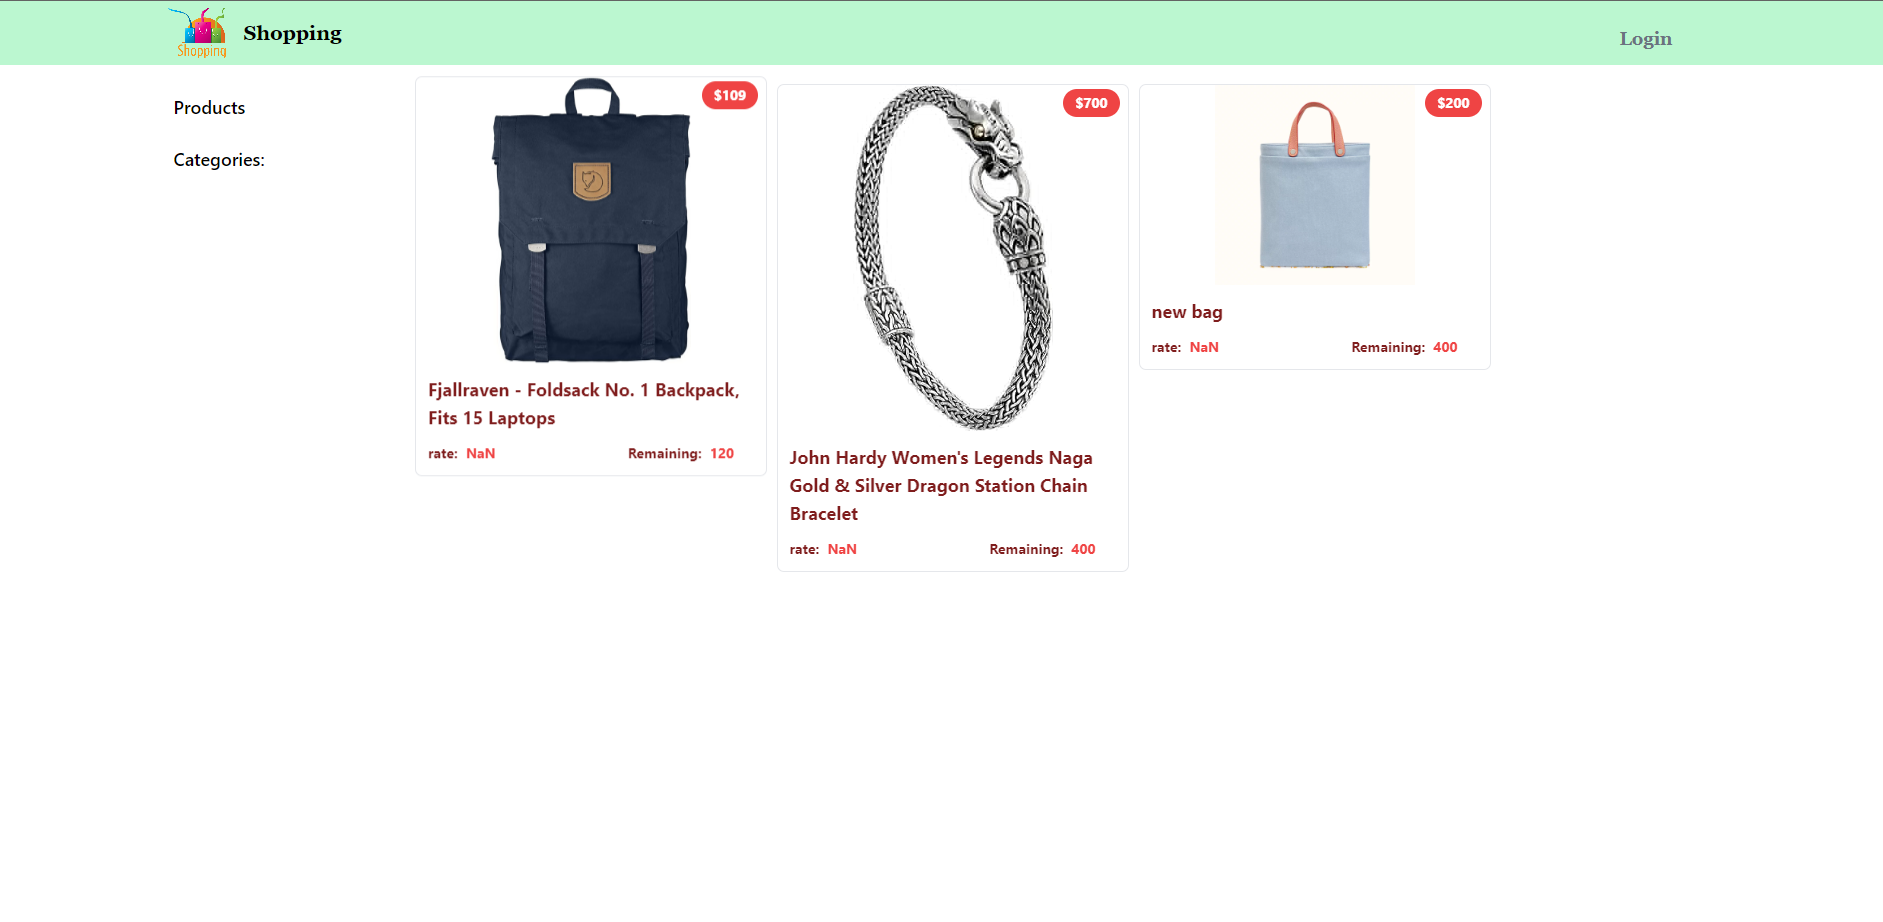 Shopping
Shopping
Login
Products
Categories:
$109
Fjallraven - Foldsack No. 1 Backpack,
Fits 15 Laptops
rate: NaN Remaining: 120
$700
John Hardy Women's Legends Naga
Gold & Silver Dragon Station Chain
Bracelet
rate: NaN Remaining: 400
$200
new bag
rate: NaN Remaining: 400